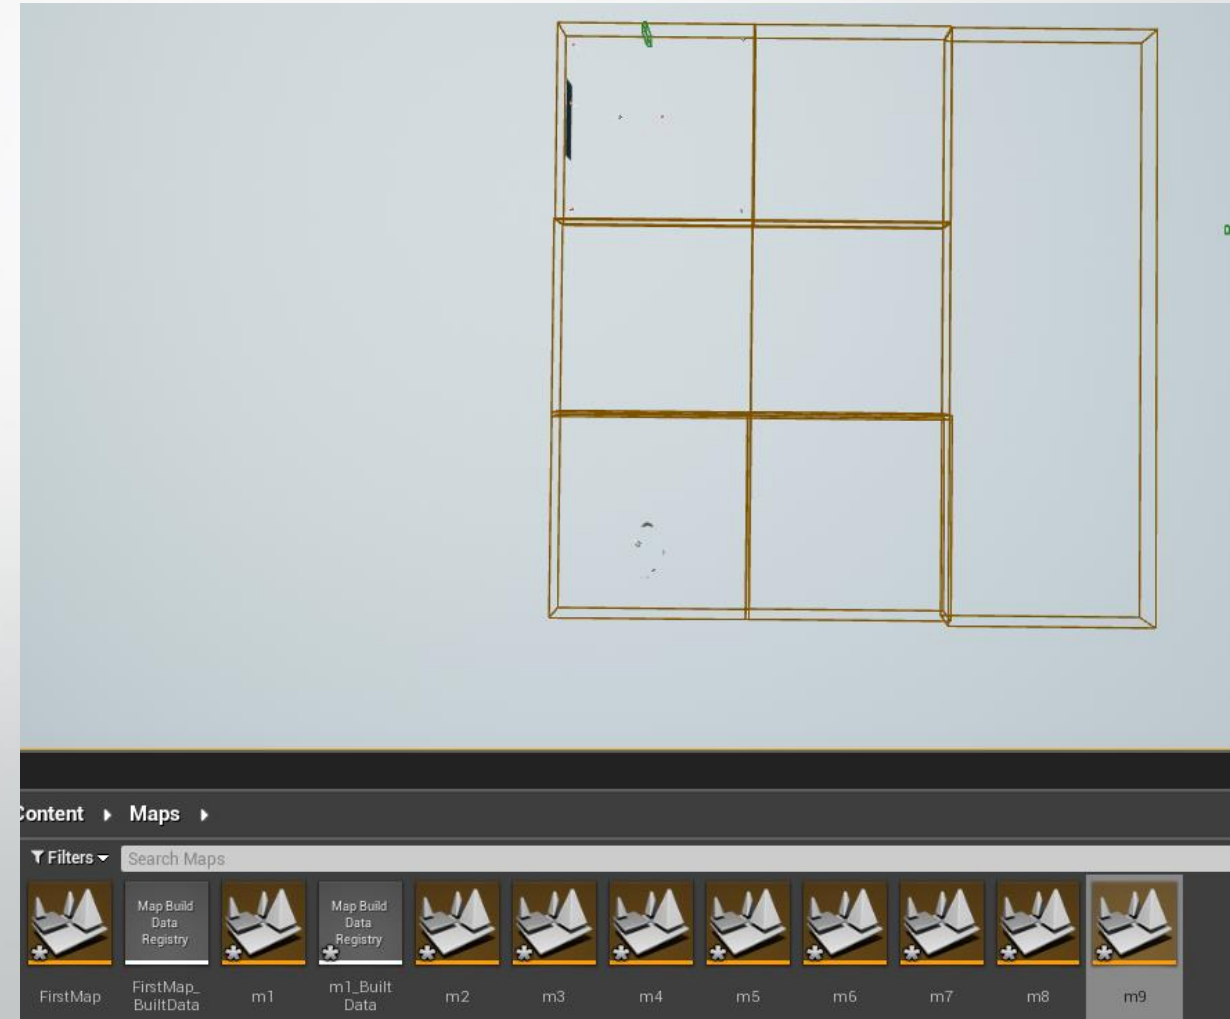 Content Maps
Filters Search Maps
Map Build
Data
Registry
Map Build
Data
Registry
FirstMap
FirstMap_
BuiltData
m1
m1_Built
Data
m2
m3
m4
m5
m6
m7
m8
m9